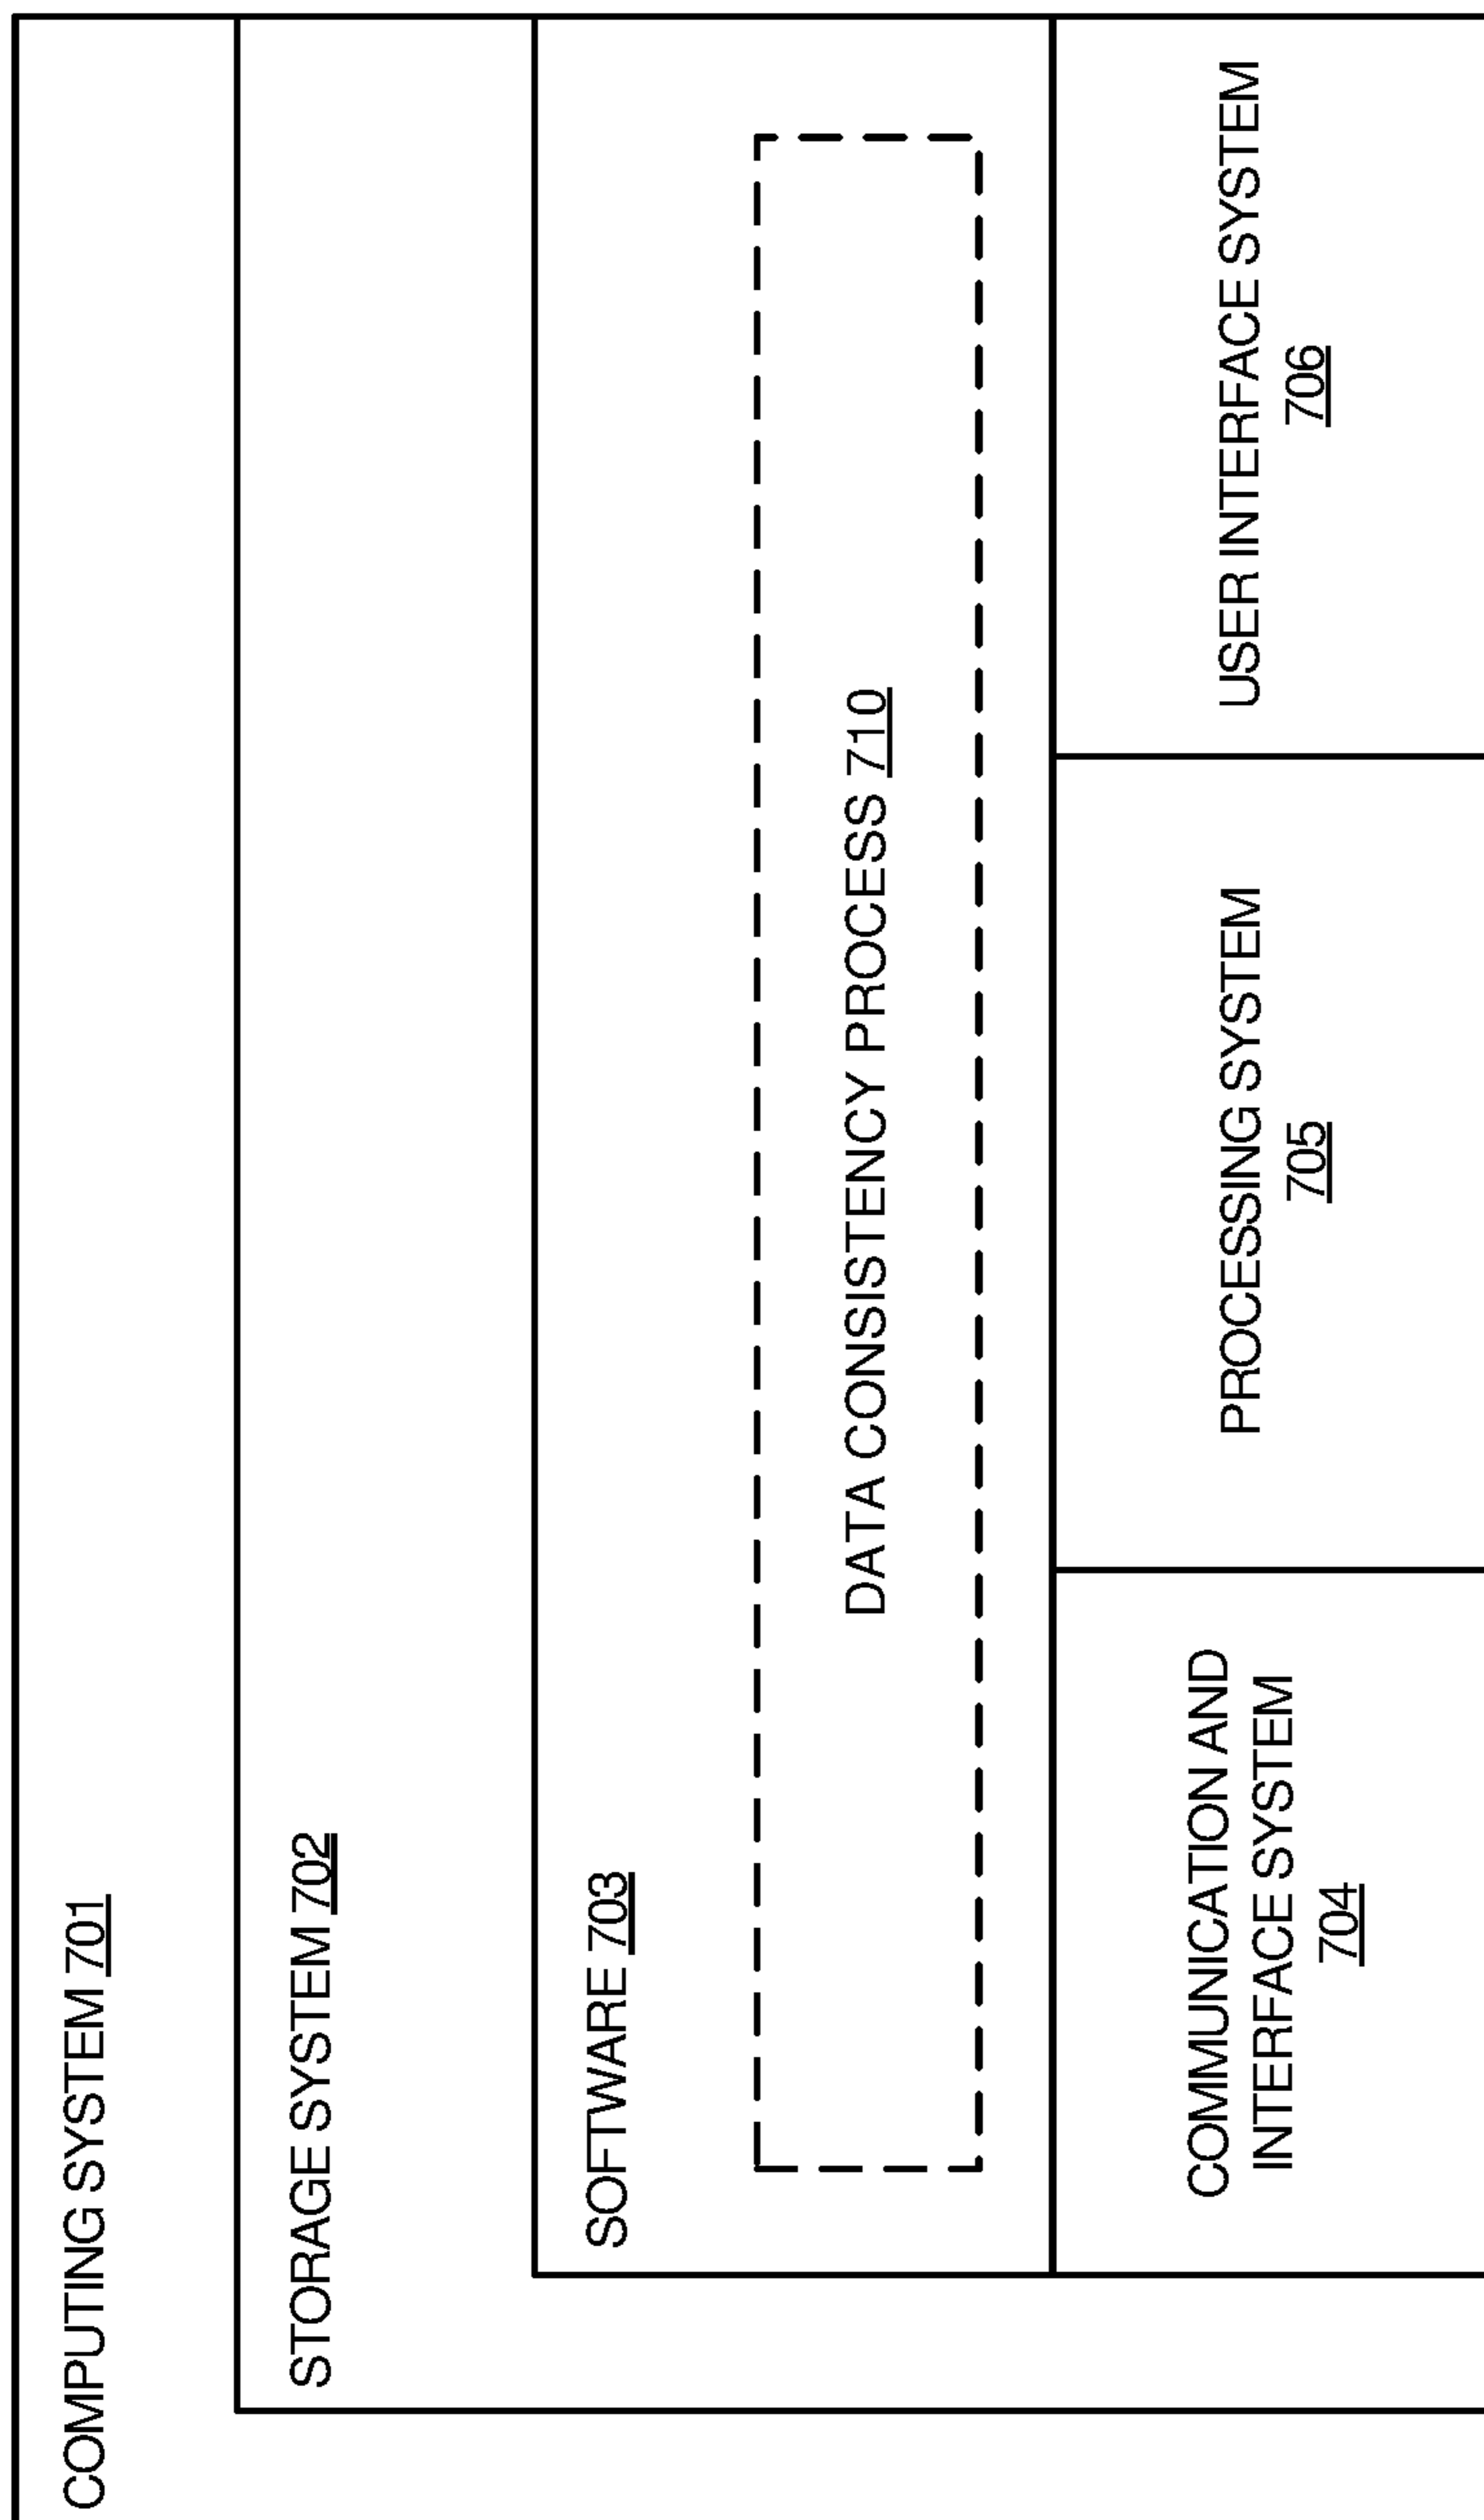 COMPUTING SYSTEM 701
STORAGE SYSTEM 702
SOFTWARE 703
DATA CONSISTENCY PROCESS 710
COMMUNICATION AND
INTERFACE SYSTEM
704
PROCESSING SYSTEM
705
USER INTERFACE SYSTEM
706